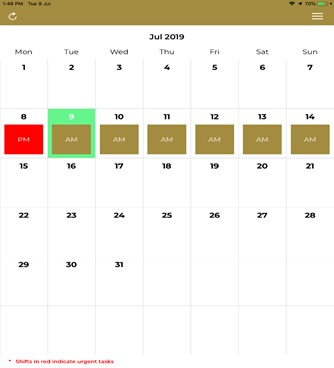 1:48 PM Tue 9 Jul 70%
Jul 2019
Mon Tue Wed Thu Fri Sat Sun
1 2 3 4 5 6 7
8 9 10 11 12 13 14
PM AM AM AM AM AM AM
15 16 17 18 19 20 21
22 23 24 25 26 27 28
29 30 31
* Shifts in red indicate urgent tasks